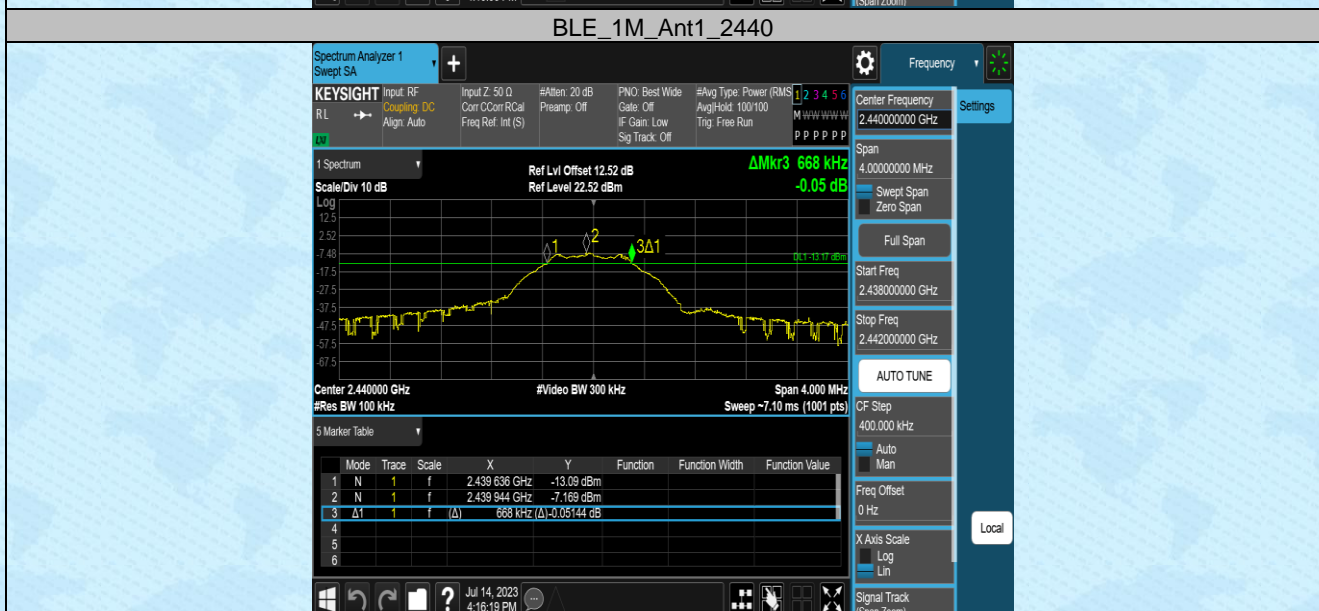 (Span Zoom)
BLE_1M_Ant1_2440
Spectrum Analyzer 1
Swept SA
Frequency
KEYSIGHT Input: RF Input Z: 50 Ω #Atten: 20 dB PNO: Best Wide #Avg Type: Power (RMS 1 2 3 4 5 6
Coupling: DC Corr CCorr RCal Preamp: Off Gate: Off Avg|Hold: 100/100
RL Align: Auto Freq Ref: Int (S) IF Gain: Low Trig: Free Run M W W W W W
Sig Track: Off P P P P P P
LXI
Center Frequency
2.440000000 GHz
Settings
Span
4.00000000 MHz
Swept Span
Zero Span
Full Span
Start Freq
2.438000000 GHz
Stop Freq
2.442000000 GHz
AUTO TUNE
CF Step
400.000 kHz
Auto
Man
Freq Offset
0 Hz
X Axis Scale
Log
Lin
Local
Signal Track
(Span Zoom)
1 Spectrum
Ref Lvl Offset 12.52 dB ΔMkr3 668 kHz
Scale/Div 10 dB Ref Level 22.52 dBm -0.05 dB
Log
12.5
2.52
-7.48
-17.5
-27.5
-37.5
-47.5
-57.5
-67.5
1 2 3Δ1
DL1 -13.17 dBm
Center 2.440000 GHz #Video BW 300 kHz Span 4.000 MHz
#Res BW 100 kHz Sweep ~7.10 ms (1001 pts)
5 Marker Table
Mode Trace Scale X Y Function Function Width Function Value
1 N 1 f 2.439 636 GHz -13.09 dBm
2 N 1 f 2.439 944 GHz -7.169 dBm
3 Δ1 1 f (Δ) 668 kHz (Δ) -0.05144 dB
4
5
6
? Jul 14, 2023
4:16:19 PM